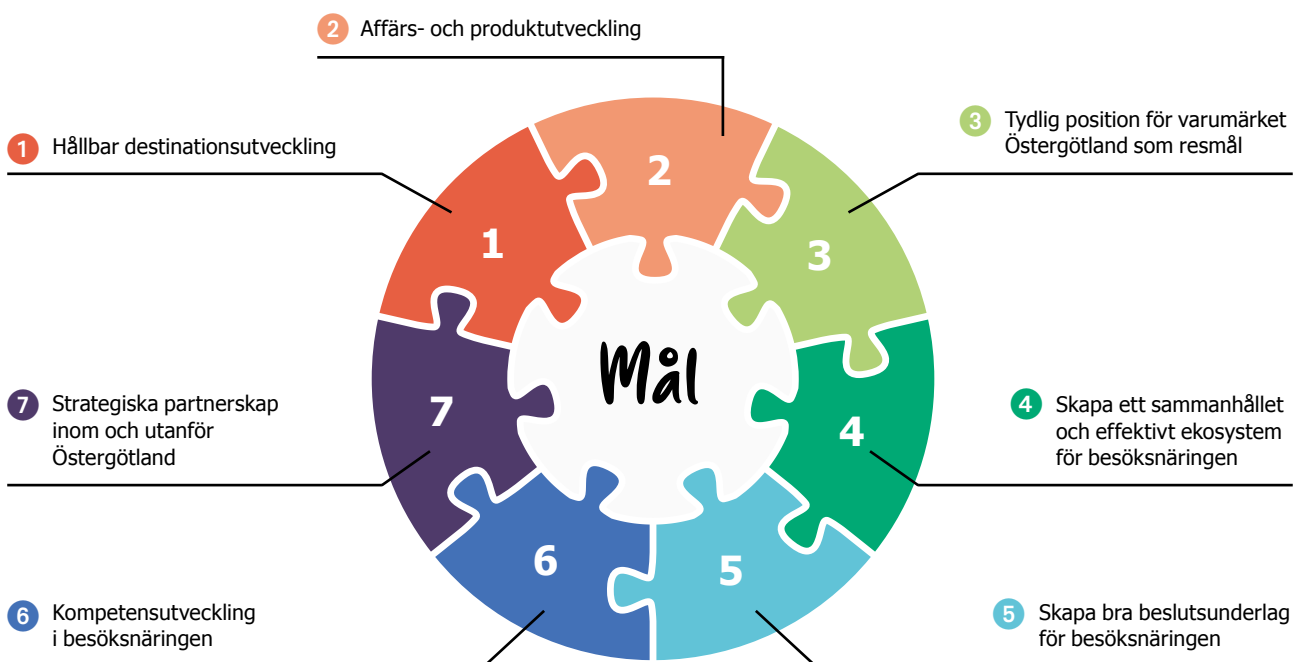 2 Affärs- och produktutveckling
1 Hållbar destinationsutveckling
3 Tydlig position för varumärket
Östergötland som resmål
2
1
3
Mål
7 Strategiska partnerskap
inom och utanför
Östergötland
7
4
4 Skapa ett sammanhållet
och effektivt ekosystem
för besöksnäringen
6
5
6 Kompetensutveckling
i besöksnäringen
5 Skapa bra beslutsunderlag
för besöksnäringen